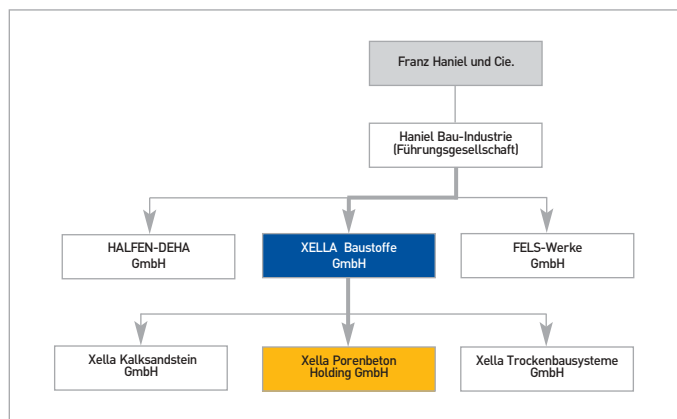 Franz Haniel und Cie.
Haniel Bau-Industrie
(Führungsgesellschaft)
HALFEN-DEHA
GmbH
XELLA Baustoffe
GmbH
FELS-Werke
GmbH
Xella Kalksandstein
GmbH
Xella Porenbeton
Holding GmbH
Xella Trockenbausysteme
GmbH